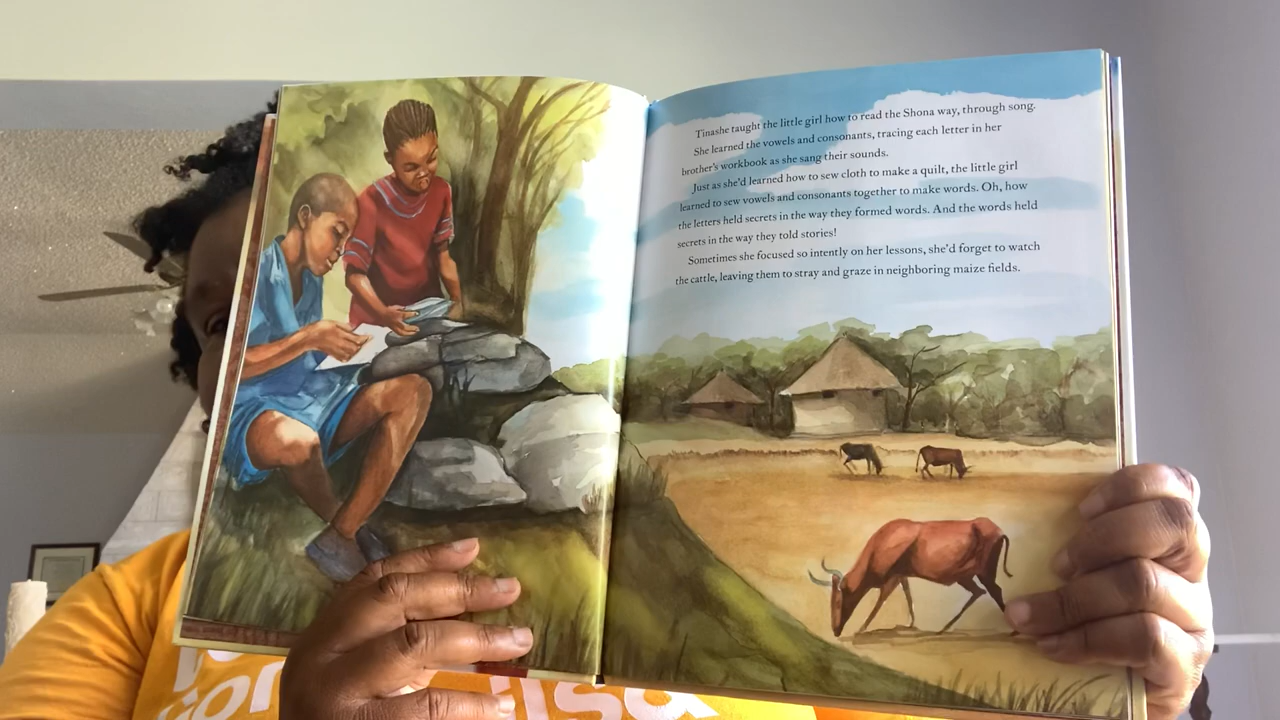 Tinashe taught the little girl how to read the Shona way, through song.
She learned the vowels and consonants, tracing each letter in her
brother's workbook as she sang their sounds.
Just as she'd learned how to sew cloth to make a quilt, the little girl
learned to sew vowels and consonants together to make words. Oh, how
the letters held secrets in the way they formed words. And the words held
secrets in the way they told stories!
Sometimes she focused so intently on her lessons, she'd forget to watch
the cattle, leaving them to stray and graze in neighboring maize fields.